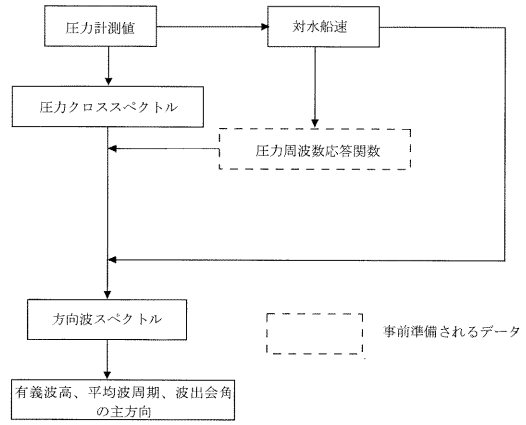 圧力計測値
対水船速
圧力クロススペクトル
圧力周波数応答関数
方向波スペクトル
事前準備されるデータ
有義波高、平均波周期、波出会角
の主方向